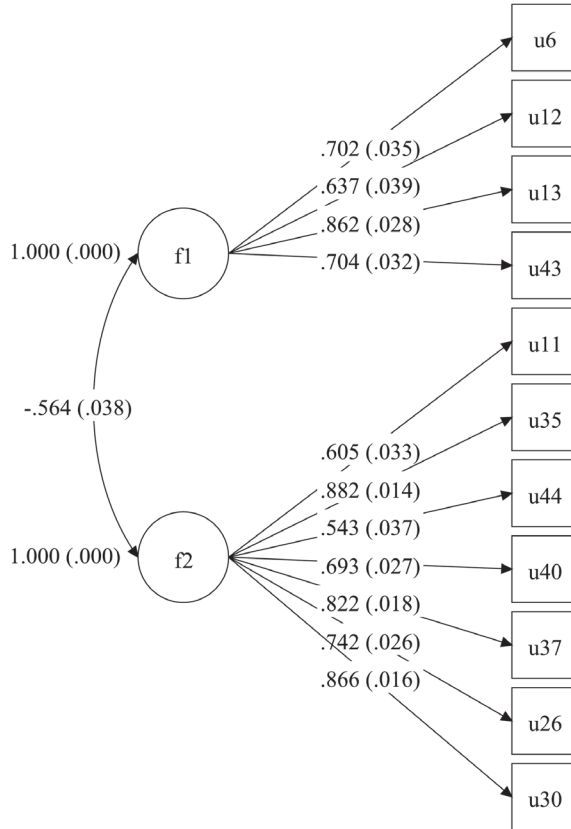 u6
u12
.702 (.035)
.637 (.039)
u13
.862 (.028)
1.000 (.000)
f1
.704 (.032)
u43
u11
-.564 (.038)
u35
.605 (.033)
.882 (.014)
u44
.543 (.037)
1.000 (.000)
f2
.693 (.027)
u40
.822 (.018)
u37
.742 (.026)
.866 (.016)
u26
u30